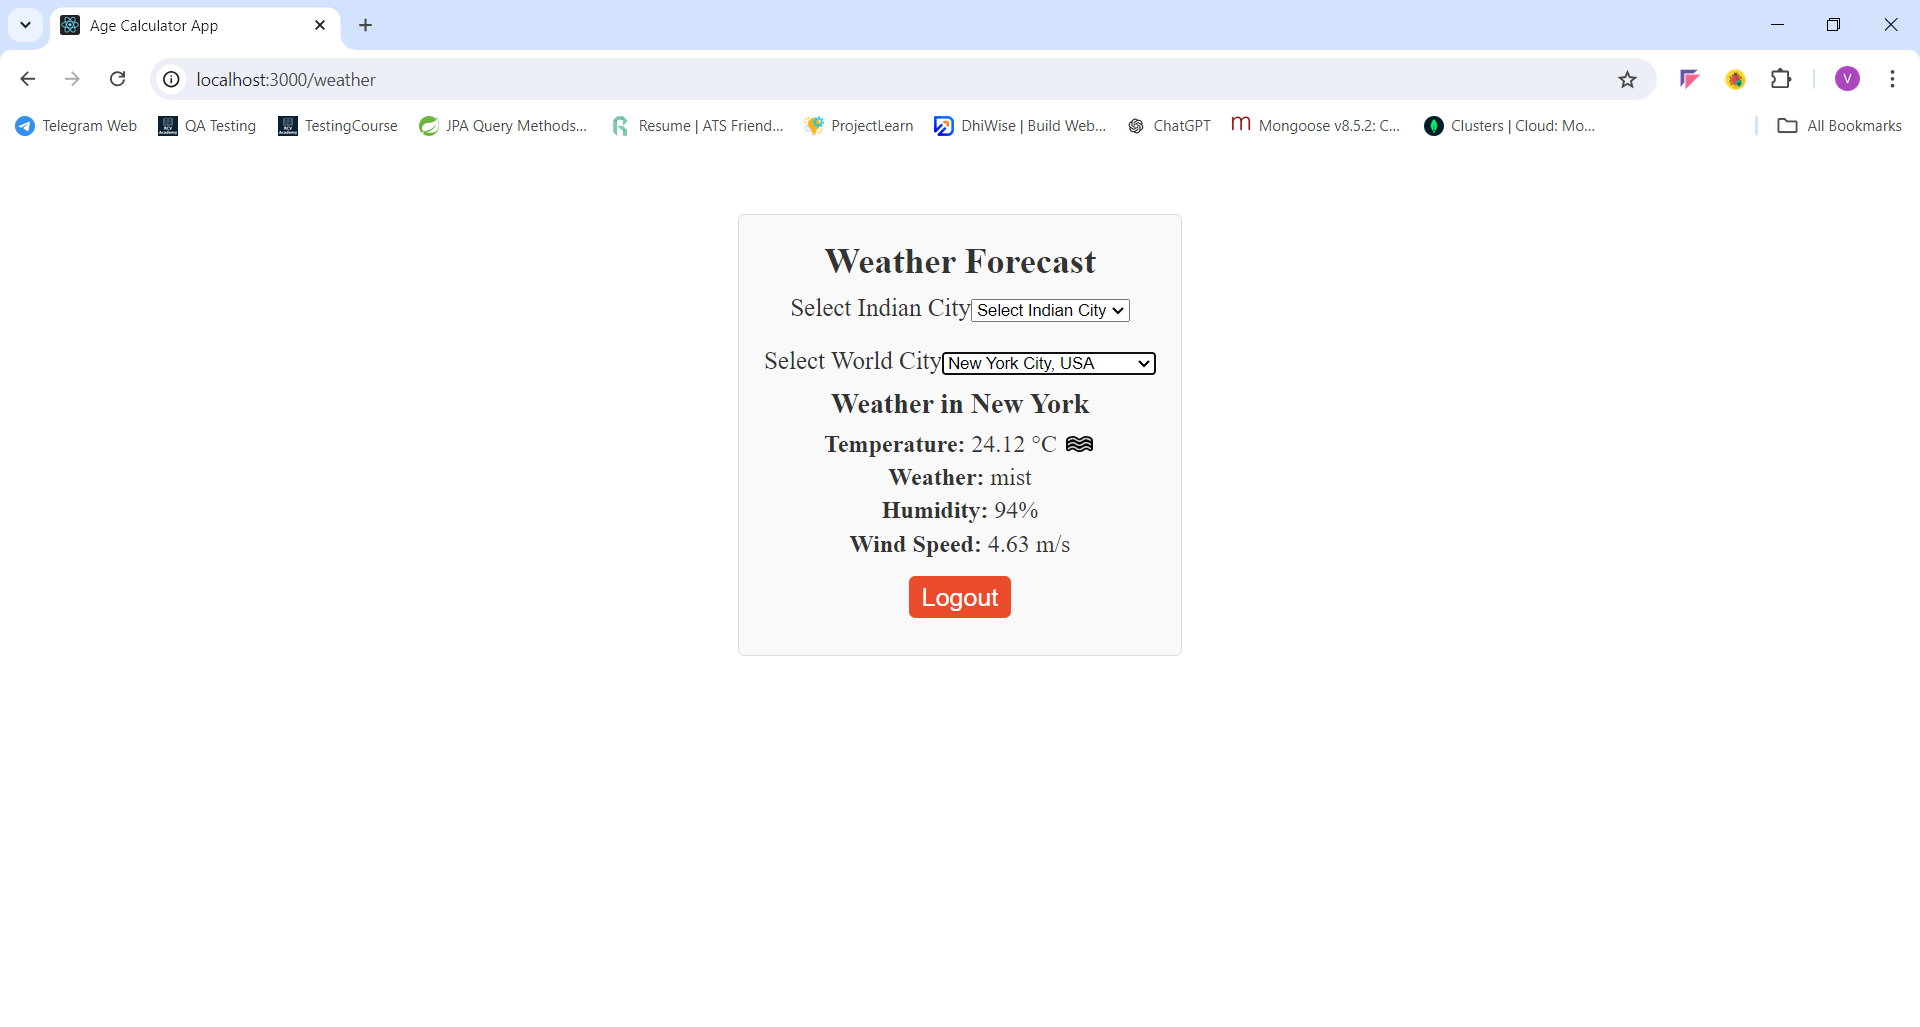 Age Calculator App
localhost:3000/weather
V
Telegram Web
QA Testing
TestingCourse
JPA Query Methods...
Resume | ATS Friend...
ProjectLearn
DhiWise | Build Web...
ChatGPT
Mongoose v8.5.2: C...
Clusters | Cloud: Mo...
All Bookmarks
Weather Forecast
Select Indian City Select Indian City
Select World City New York City, USA
Weather in New York
Temperature: 24.12 °C
Weather: mist
Humidity: 94%
Wind Speed: 4.63 m/s
Logout